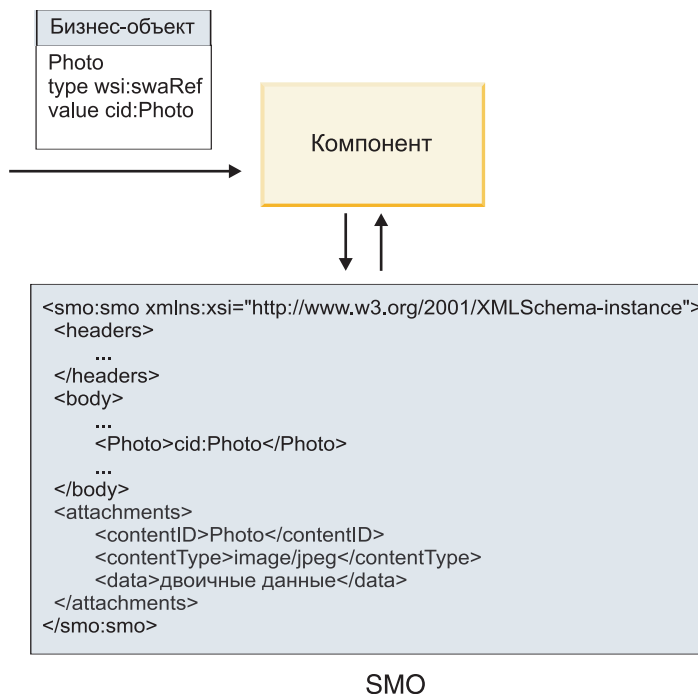 Бизнес-объект
Photo
type wsi:swaRef
value cid:Photo
Компонент
<smo:smo xmlns:xsi="http://www.w3.org/2001/XMLSchema-instance">
<headers>
...
</headers>
<body>
...
<Photo>cid:Photo</Photo>
...
</body>
<attachments>
<contentID>Photo</contentID>
<contentType>image/jpeg</contentType>
<data>двоичные данные</data>
</attachments>
</smo:smo>
SMO